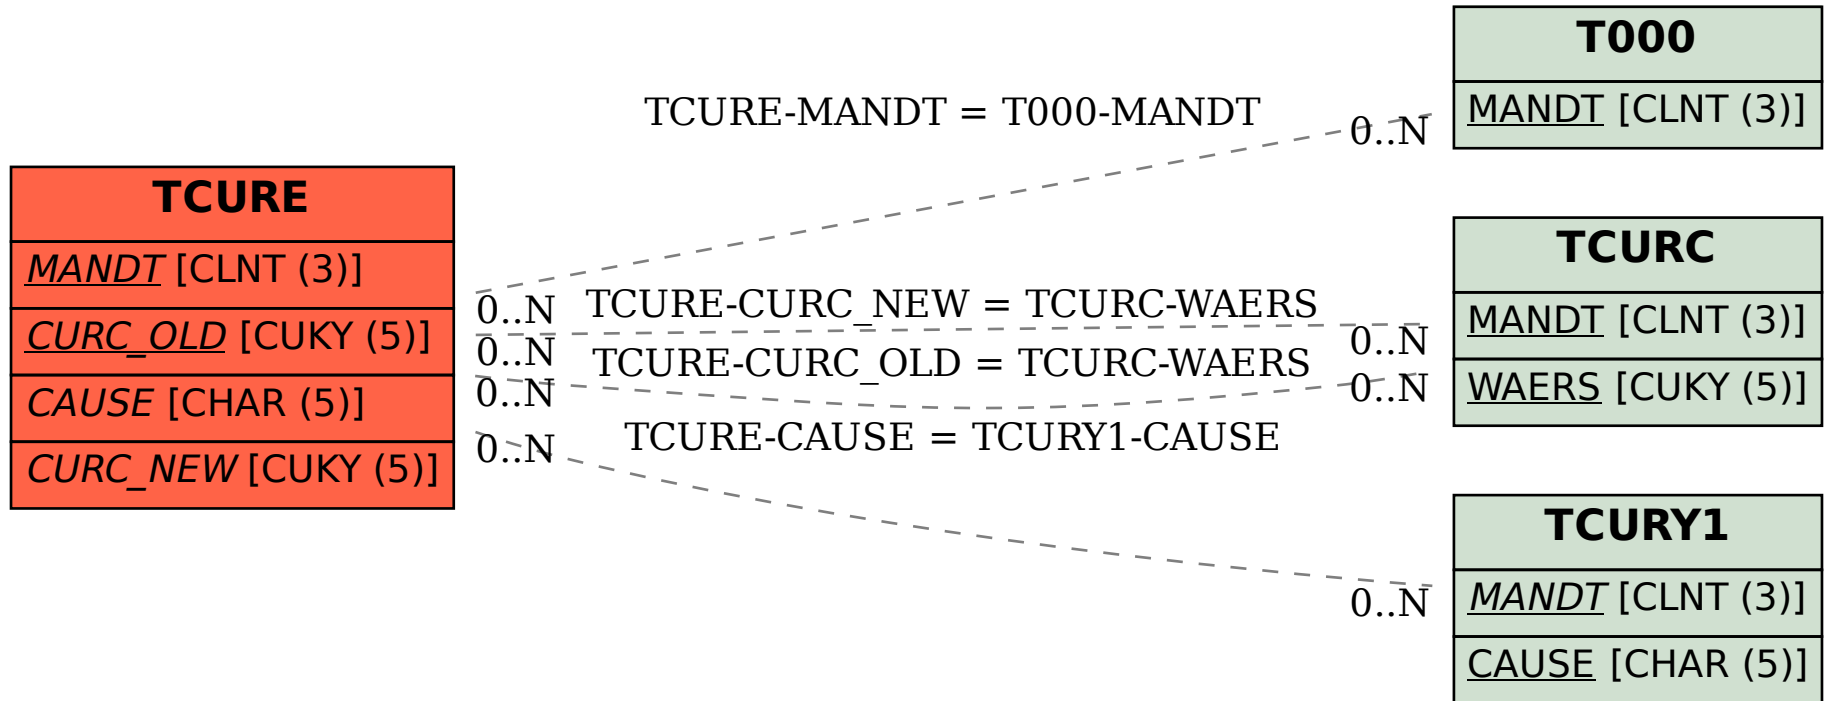 TCURE
MANDT [CLNT (3)]
CURC_OLD [CUKY (5)]
CAUSE [CHAR (5)]
CURC_NEW [CUKY (5)]
TCURE-MANDT = T000-MANDT
0..N
0..N
TCURE-CURC_NEW = TCURC-WAERS
0..N
0..N
TCURE-CURC_OLD = TCURC-WAERS
0..N
0..N
TCURE-CAUSE = TCURY1-CAUSE
0..N
0..N
T000
MANDT [CLNT (3)]
TCURC
MANDT [CLNT (3)]
WAERS [CUKY (5)]
TCURY1
MANDT [CLNT (3)]
CAUSE [CHAR (5)]